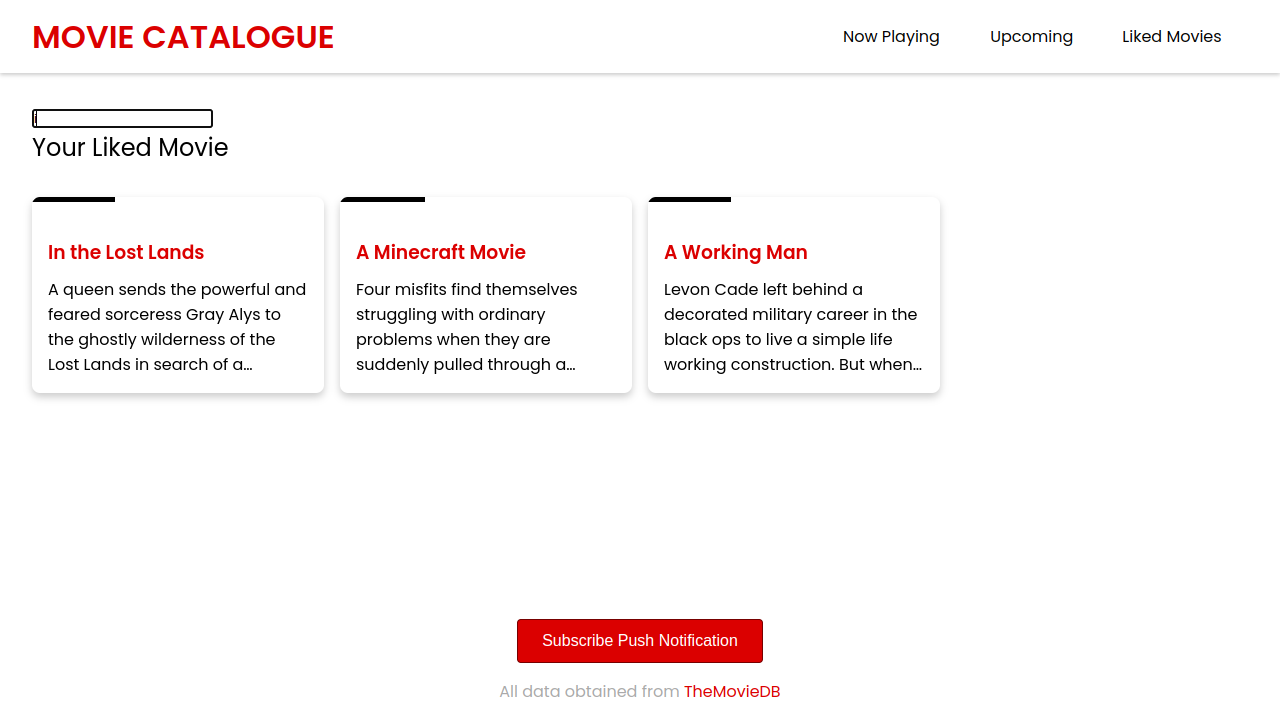 MOVIE CATALOGUE
Now Playing
Upcoming
Liked Movies
Your Liked Movie
In the Lost Lands
A queen sends the powerful and
feared sorceress Gray Alys to
the ghostly wilderness of the
Lost Lands in search of a...
A Minecraft Movie
Four misfits find themselves
struggling with ordinary
problems when they are
suddenly pulled through a...
A Working Man
Levon Cade left behind a
decorated military career in the
black ops to live a simple life
working construction. But when...
Subscribe Push Notification
All data obtained from TheMovieDB